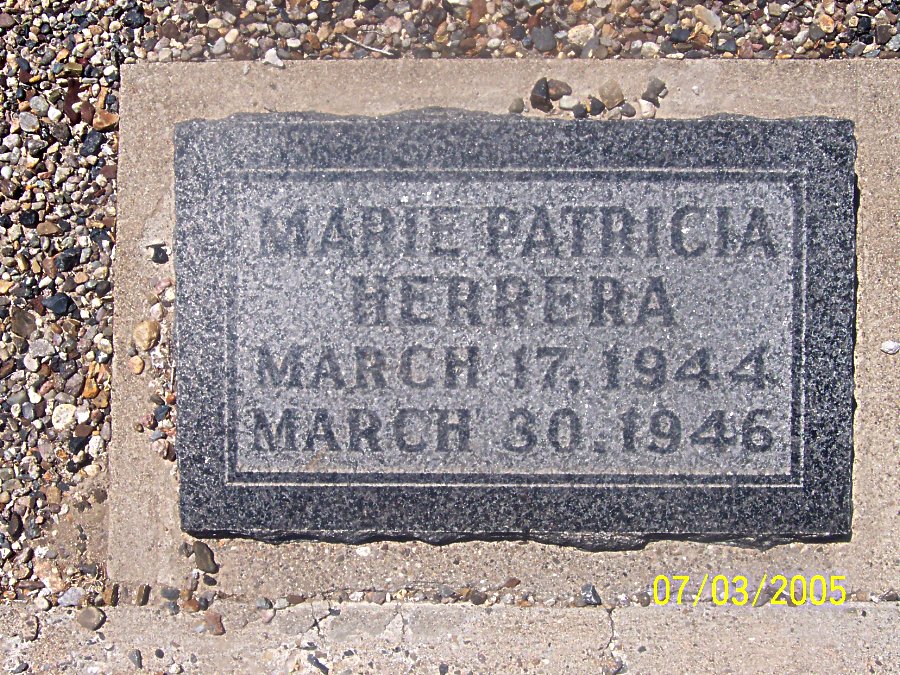 MARIE PATRICIA
HERRERA
MARCH 17, 1944
MARCH 30, 1946
07/03/2005